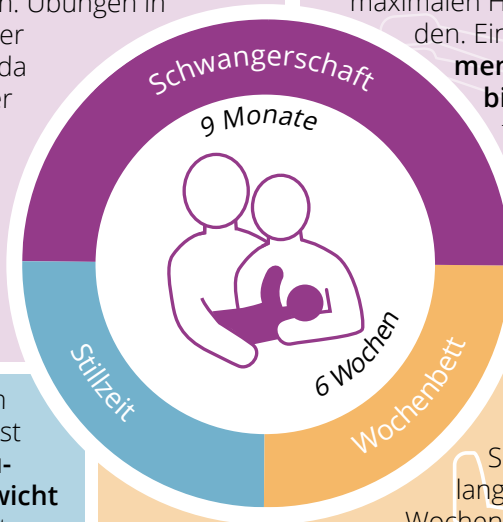 n. Übungen in
er
da
er
maximalen H
den. Ein
men
bi
Schwangerschaft
9 Monate
6 Wochen
Wochenbett
Stillzeit
n
st
wicht
S
lang
Wochen